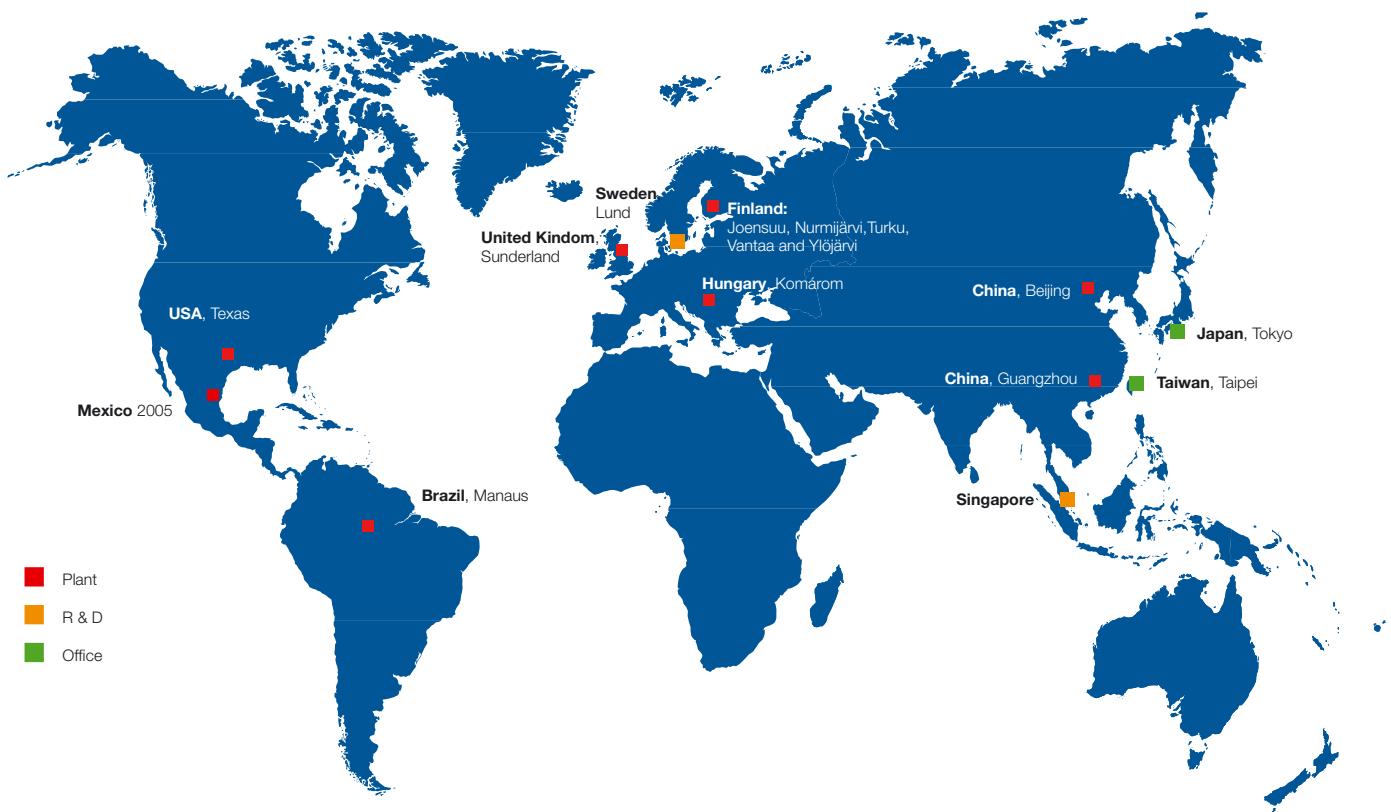 Sweden,
Lund
United Kindom,
Sunderland
Finland:
Joensuu, Nurmijärvi,Turku,
Vantaa and Ylöjärvi
Hungary, Komárom
China, Beijing
USA, Texas
Japan, Tokyo
China, Guangzhou
Taiwan, Taipei
Mexico 2005
Brazil, Manaus
Singapore
Plant
R & D
Office